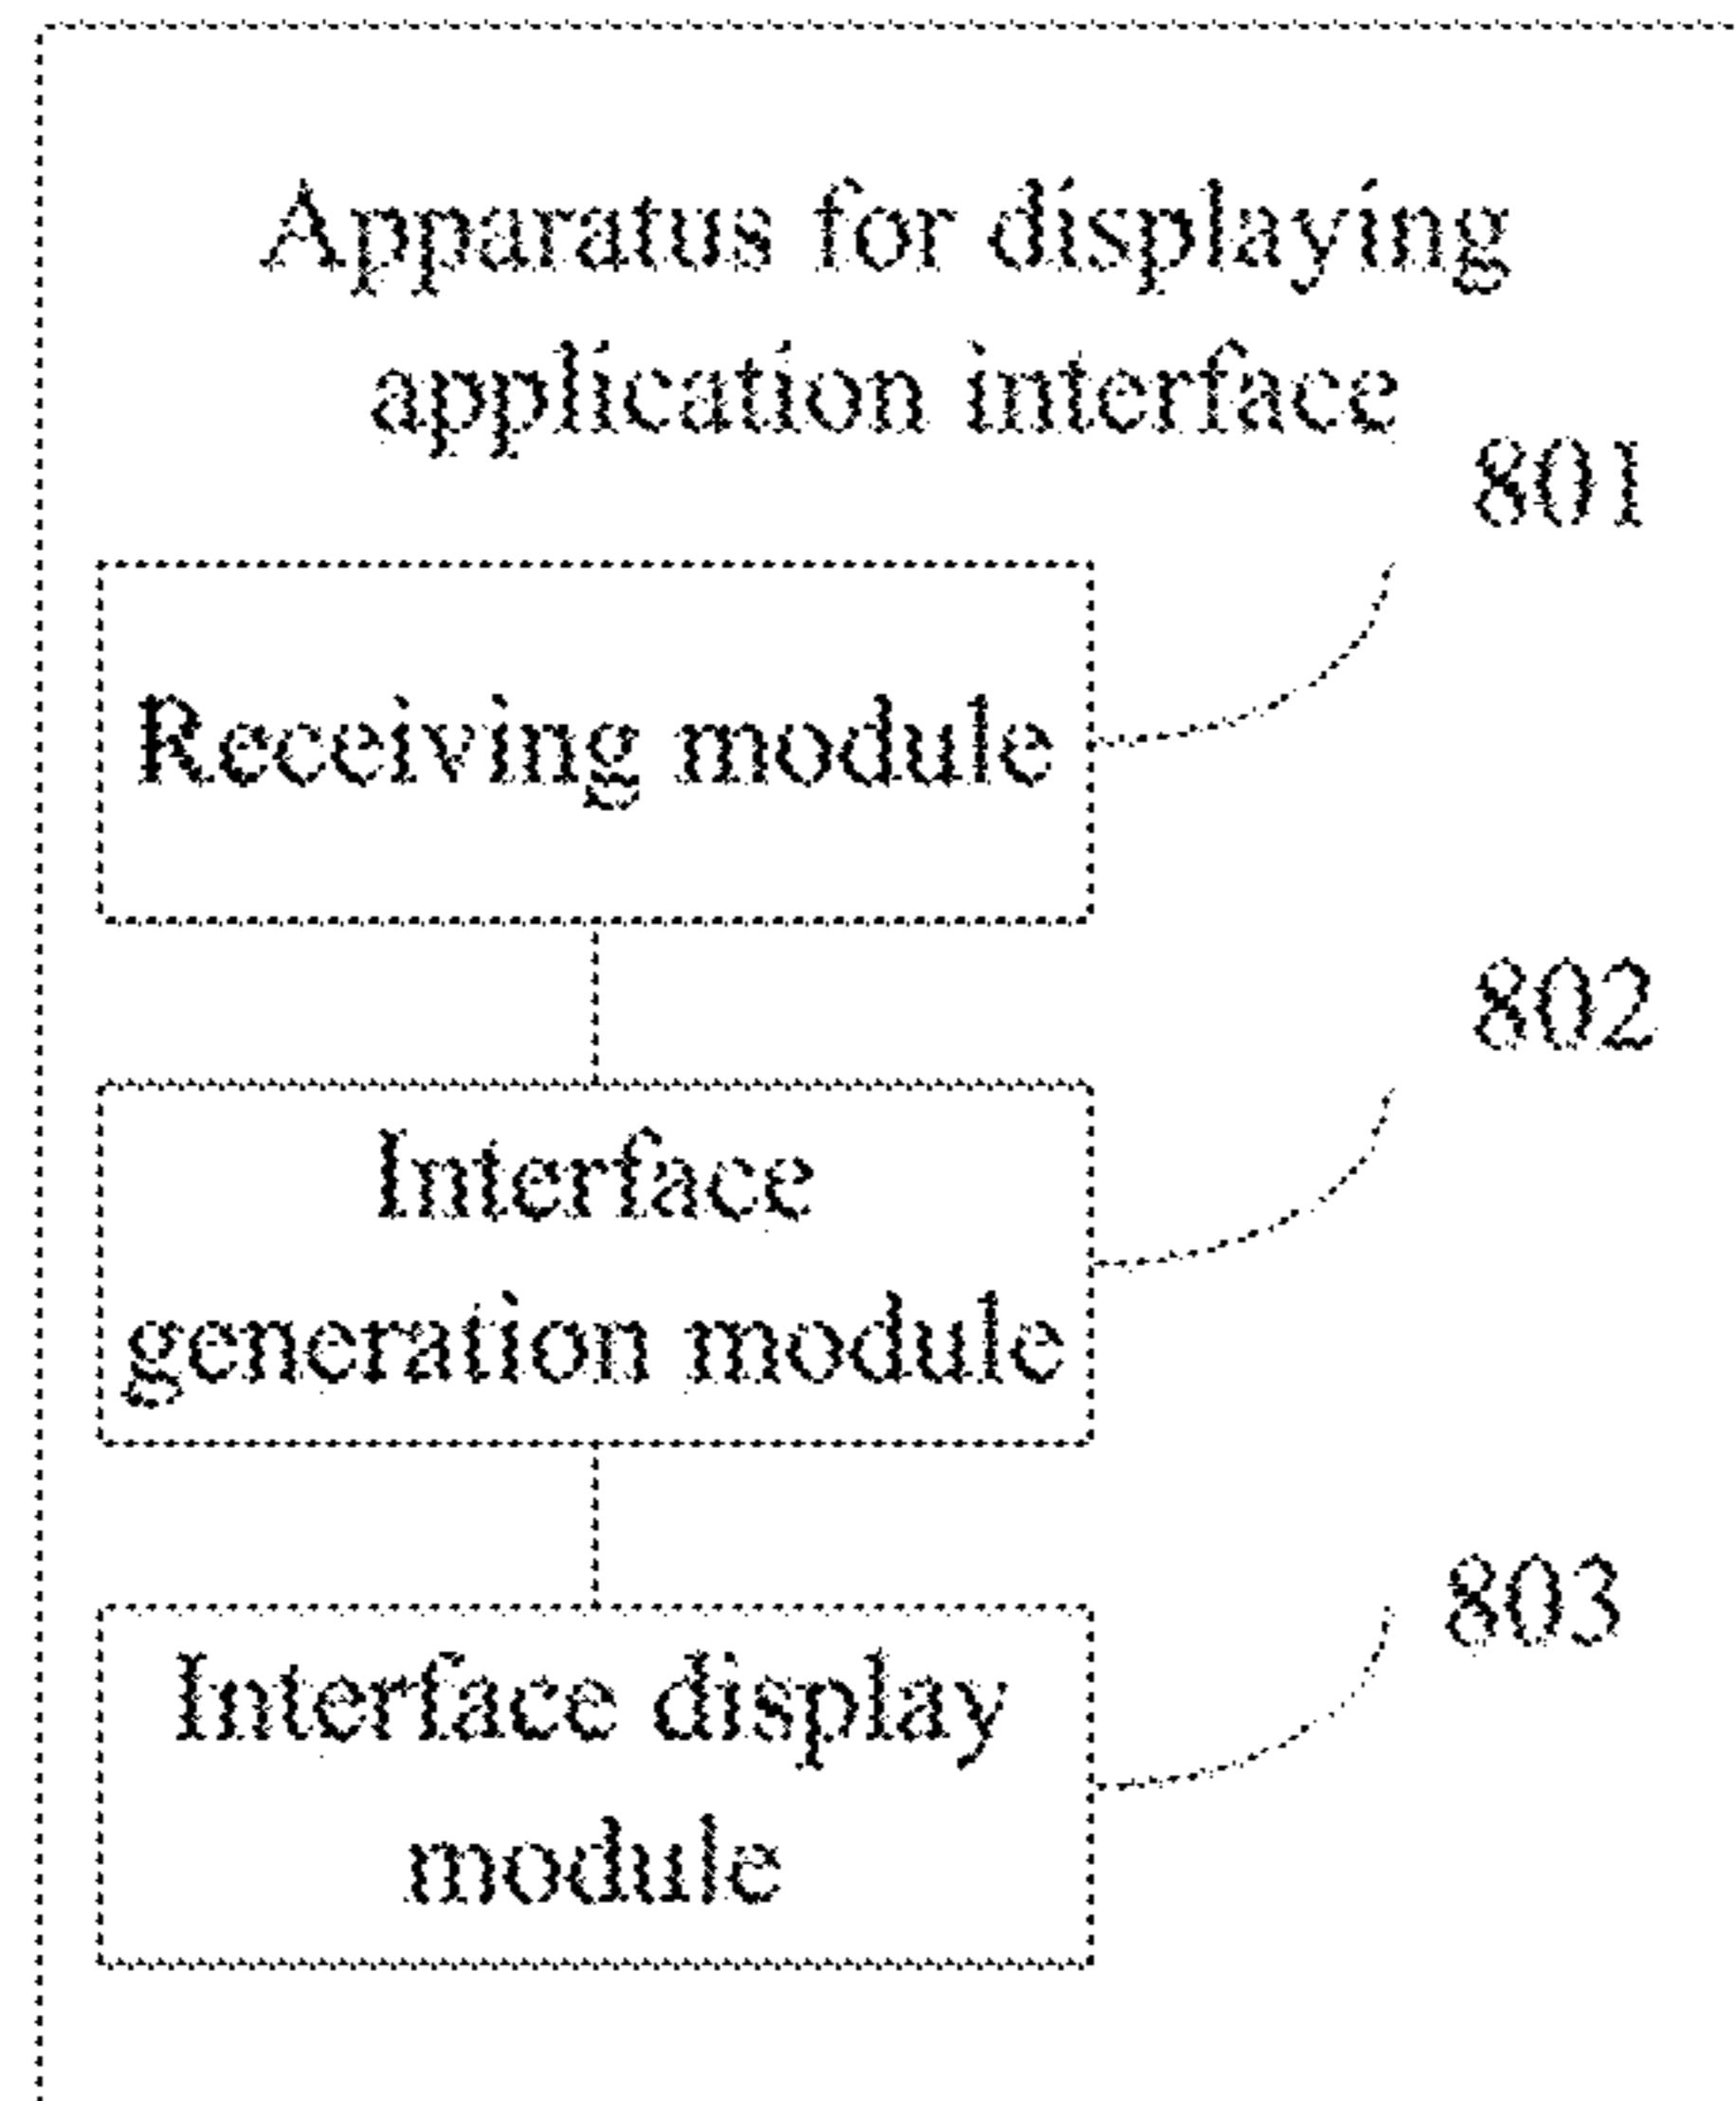 Apparatus for displaying
application interface
801
Receiving module
802
Interface
generation module
803
Interface display
module